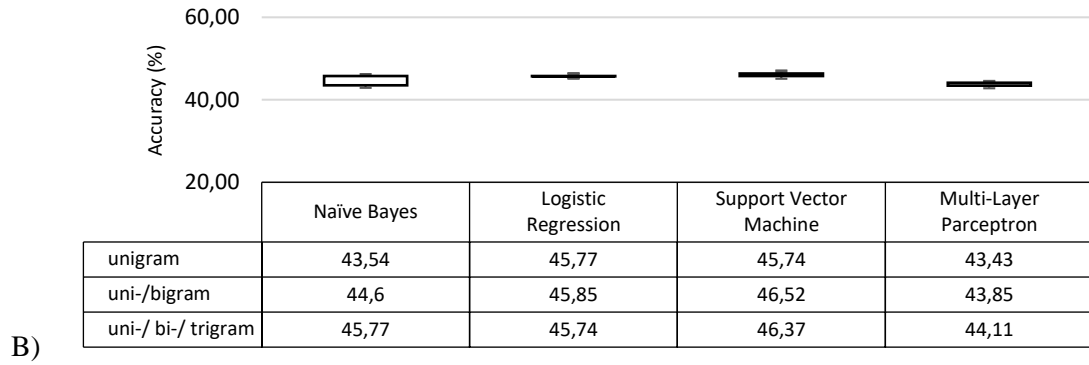 60,00
Accuracy (%)
40,00
20,00
Naïve Bayes
Logistic
Regression
Support Vector
Machine
Multi-Layer
Parceptron
unigram 43,54 45,77 45,74 43,43
uni-/bigram 44,6 45,85 46,52 43,85
uni-/ bi-/ trigram 45,77 45,74 46,37 44,11
B)